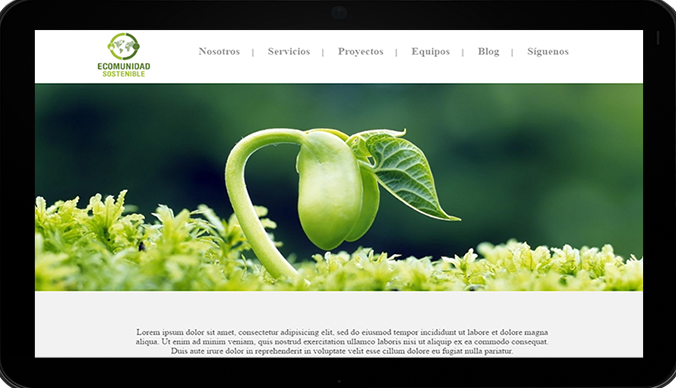 ECOMUNIDAD
SOSTENIBLE
Nosotros | Servicios | Proyectos | Equipos | Blog | Síguenos
Lorem ipsum dolor sit amet, consectetur adipisicing elit, sed do eiusmod tempor incididunt ut labore et dolore magna
aliqua. Ut enim ad minim veniam, quis nostrud exercitation ullamco laboris nisi ut aliquip ex ea commodo consequat.
Duis aute irure dolor in reprehenderit in voluptate velit esse cillum dolore eu fugiat nulla pariatur.